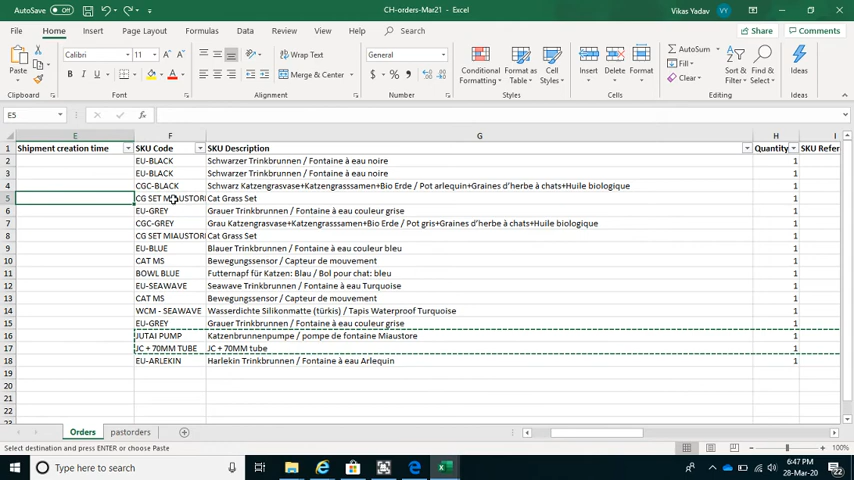 AutoSave Off CH-orders-Mar21 - Excel Vikas Yadav VY
File Home Insert Page Layout Formulas Data Review View Help Search Share Comments
Paste Calibri 11 Wrap Text General Conditional Formatting Format as Table Cell Styles Insert Delete Format AutoSum Fill Clear Sort & Filter Find & Select Ideas
B I U Merge & Center $ %
Clipboard Font Alignment Number Styles Cells Editing Ideas
E5 fx
E F G H I
1 Shipment creation time SKU Code SKU Description Quantity SKU Refer
2 EU-BLACK Schwarzer Trinkbrunnen / Fontaine à eau noire 1
3 EU-BLACK Schwarzer Trinkbrunnen / Fontaine à eau noire 1
4 CGC-BLACK Schwarz Katzengrasvase+Katzengrasssamen+Bio Erde / Pot arlequin+Graines d'herbe à chats+Huile biologique 1
5 CG SET MIAUSTORE Cat Grass Set 1
6 EU-GREY Grauer Trinkbrunnen / Fontaine à eau couleur grise 1
7 CGC-GREY Grau Katzengrasvase+Katzengrasssamen+Bio Erde / Pot gris+Graines d'herbe à chats+Huile biologique 1
8 CG SET MIAUSTORE Cat Grass Set 1
9 EU-BLUE Blauer Trinkbrunnen / Fontaine à eau couleur bleu 1
10 CAT MS Bewegungssensor / Capteur de mouvement 1
11 BOWL BLUE Futternapf für Katzen: Blau / Bol pour chat: bleu 1
12 EU-SEAWAVE Seawave Trinkbrunnen / Fontaine à eau Turquoise 1
13 CAT MS Bewegungssensor / Capteur de mouvement 1
14 WCM - SEAWAVE Wasserdichte Silikonmatte (türkis) / Tapis Waterproof Turquoise 1
15 EU-GREY Grauer Trinkbrunnen / Fontaine à eau couleur grise 1
16 JUTAI PUMP Katzenbrunnenpumpe / pompe de fontaine Miaustore 1
17 JC + 70MM TUBE JC + 70MM tube 1
18 EU-ARLEKIN Harlekin Trinkbrunnen / Fontaine à eau Arlequin 1
19
20
21
22
Orders pastorders
Select destination and press ENTER or choose Paste 100%
Type here to search 6:47 PM
28-Mar-20 22